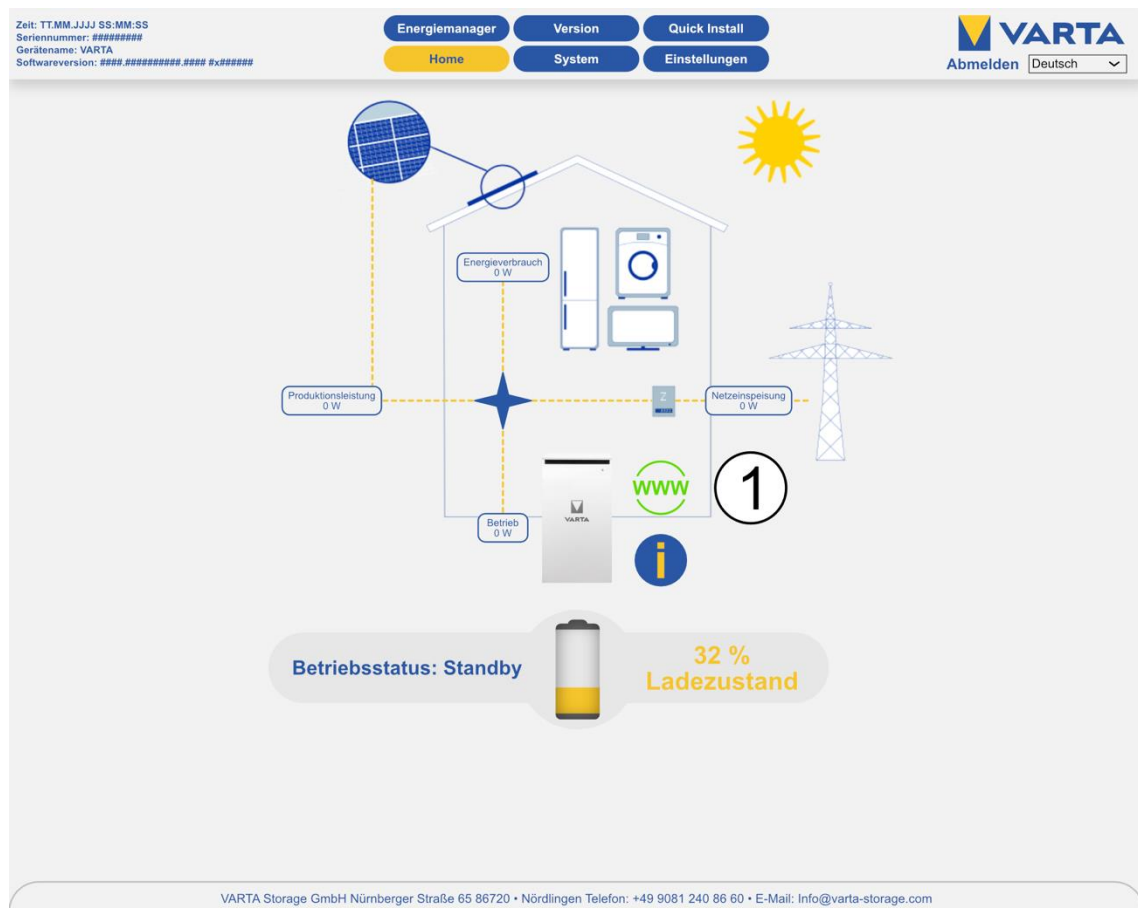 Zeit: TT.MM.JJJJ SS:MM:SS
Seriennummer: #########
Gerätename: VARTA
Softwareversion: ####.##########.#### #x######
Energiemanager
Version
Quick Install
Home
System
Einstellungen
VARTA
Abmelden
Deutsch
Energieverbrauch
0 W
Produktionsleistung
0 W
Z
Netzeinspeisung
0 W
www
1
VARTA
Betrieb
0 W
i
Betriebsstatus: Standby
32 %
Ladezustand
VARTA Storage GmbH Nürnberger Straße 65 86720 • Nördlingen Telefon: +49 9081 240 86 60 • E-Mail: Info@varta-storage.com